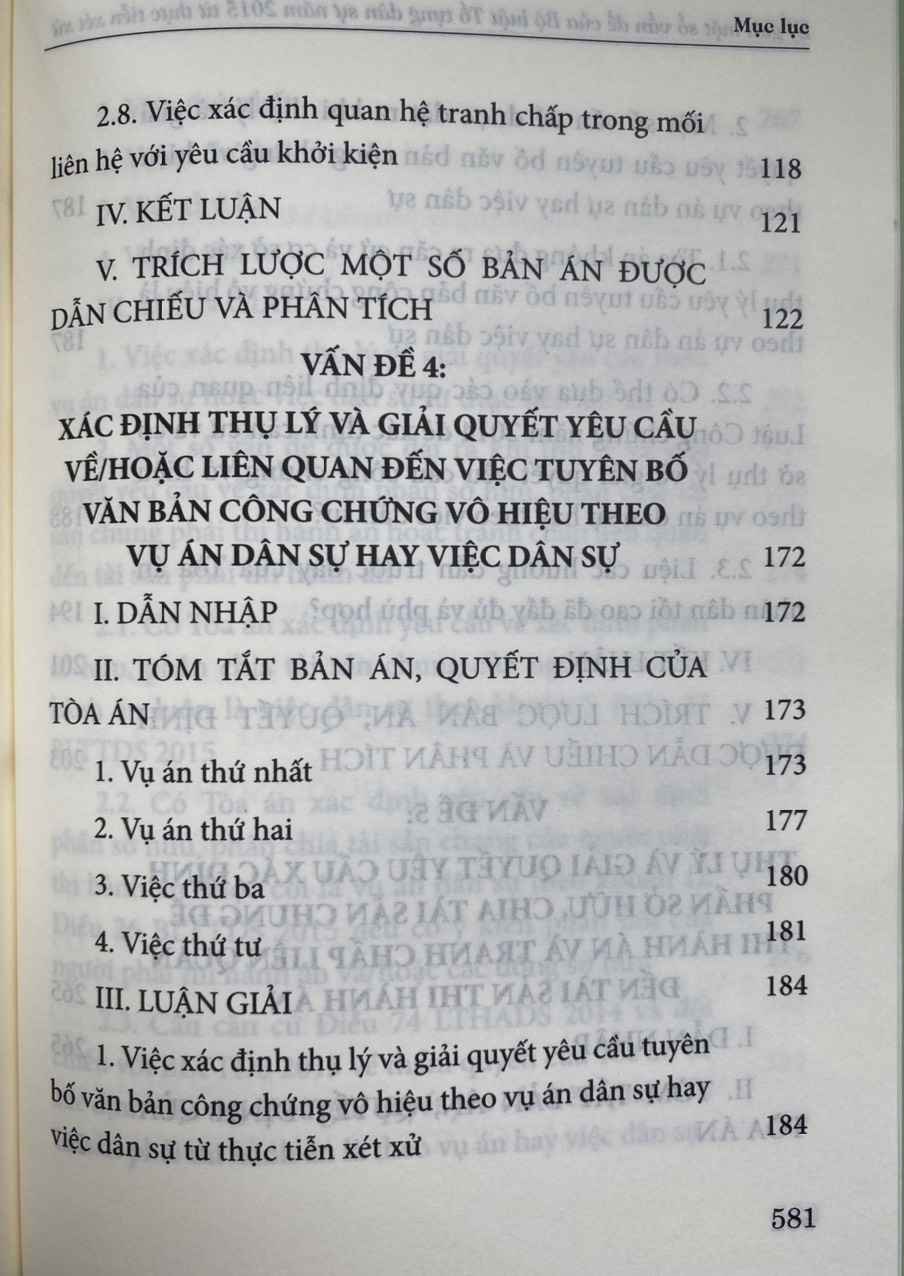 Mục lục
2.8. Việc xác định quan hệ tranh chấp trong mối
liên hệ với yêu cầu khởi kiện 118
IV. KẾT LUẬN 121
V. TRÍCH LƯỢC MỘT SỐ BẢN ÁN ĐƯỢC
DẪN CHIẾU VÀ PHÂN TÍCH 122
VẤN ĐỀ 4:
XÁC ĐỊNH THỤ LÝ VÀ GIẢI QUYẾT YÊU CẦU
VỀ/HOẶC LIÊN QUAN ĐẾN VIỆC TUYÊN BỐ
VĂN BẢN CÔNG CHỨNG VÔ HIỆU THEO
VỤ ÁN DÂN SỰ HAY VIỆC DÂN SỰ 172
I. DẪN NHẬP 172
II. TÓM TẮT BẢN ÁN, QUYẾT ĐỊNH CỦA
TÒA ÁN 173
1. Vụ án thứ nhất 173
2. Vụ án thứ hai 177
3. Việc thứ ba 180
4. Việc thứ tư 181
III. LUẬN GIẢI 184
1. Việc xác định thụ lý và giải quyết yêu cầu tuyên
bố văn bản công chứng vô hiệu theo vụ án dân sự hay
việc dân sự từ thực tiễn xét xử 184
581